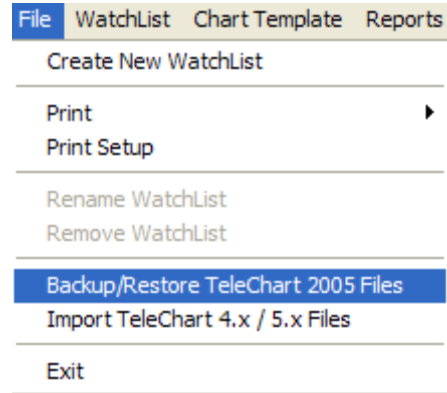 File WatchList Chart Template Reports
Create New WatchList
Print
Print Setup
Rename WatchList
Remove WatchList
Backup/Restore TeleChart 2005 Files
Import TeleChart 4.x / 5.x Files
Exit